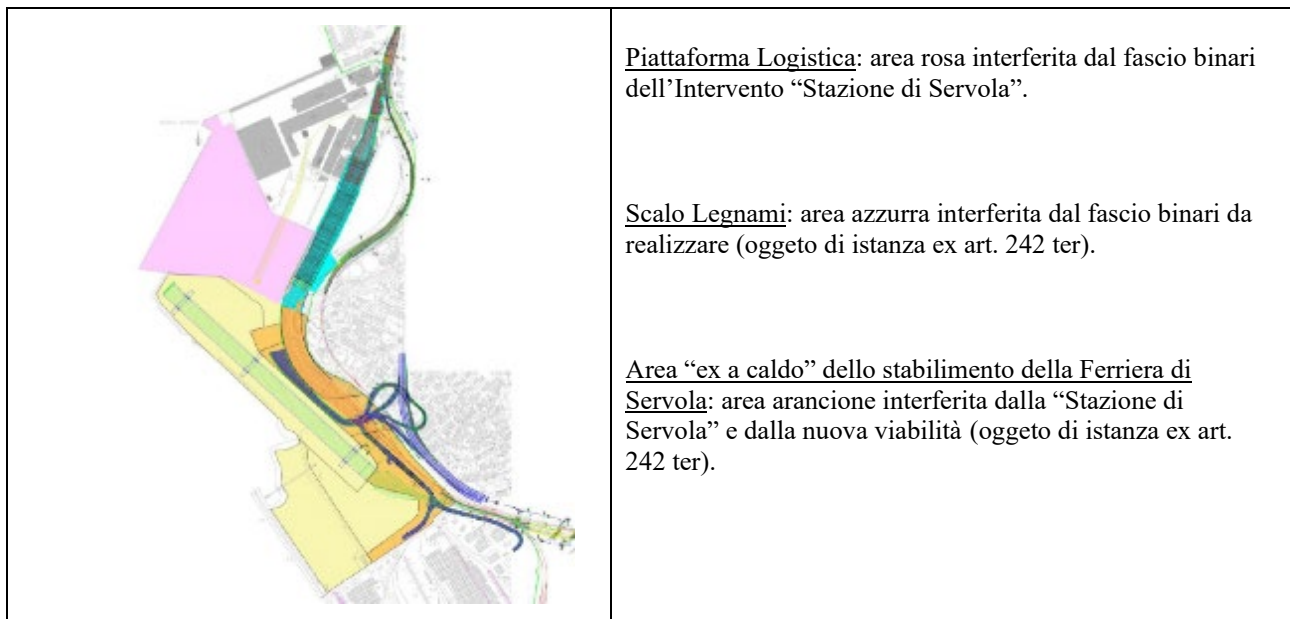 Piattaforma Logistica: area rosa interferita dal fascio binari
dell’Intervento “Stazione di Servola”.
Scalo Legnami: area azzurra interferita dal fascio binari da
realizzare (oggeto di istanza ex art. 242 ter).
Area “ex a caldo” dello stabilimento della Ferriera di
Servola: area arancione interferita dalla “Stazione di
Servola” e dalla nuova viabilità (oggeto di istanza ex art.
242 ter).